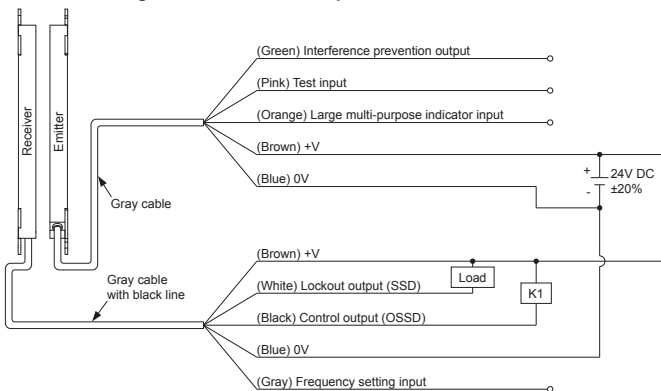 Receiver
Emitter
(Green) Interference prevention output
(Pink) Test input
(Orange) Large multi-purpose indicator input
(Brown) +V
(Blue) 0V
+
-
24V DC
±20%
Gray cable
Gray cable
with black line
(Brown) +V
(White) Lockout output (SSD)
Load
(Black) Control output (OSSD)
K1
(Blue) 0V
(Gray) Frequency setting input